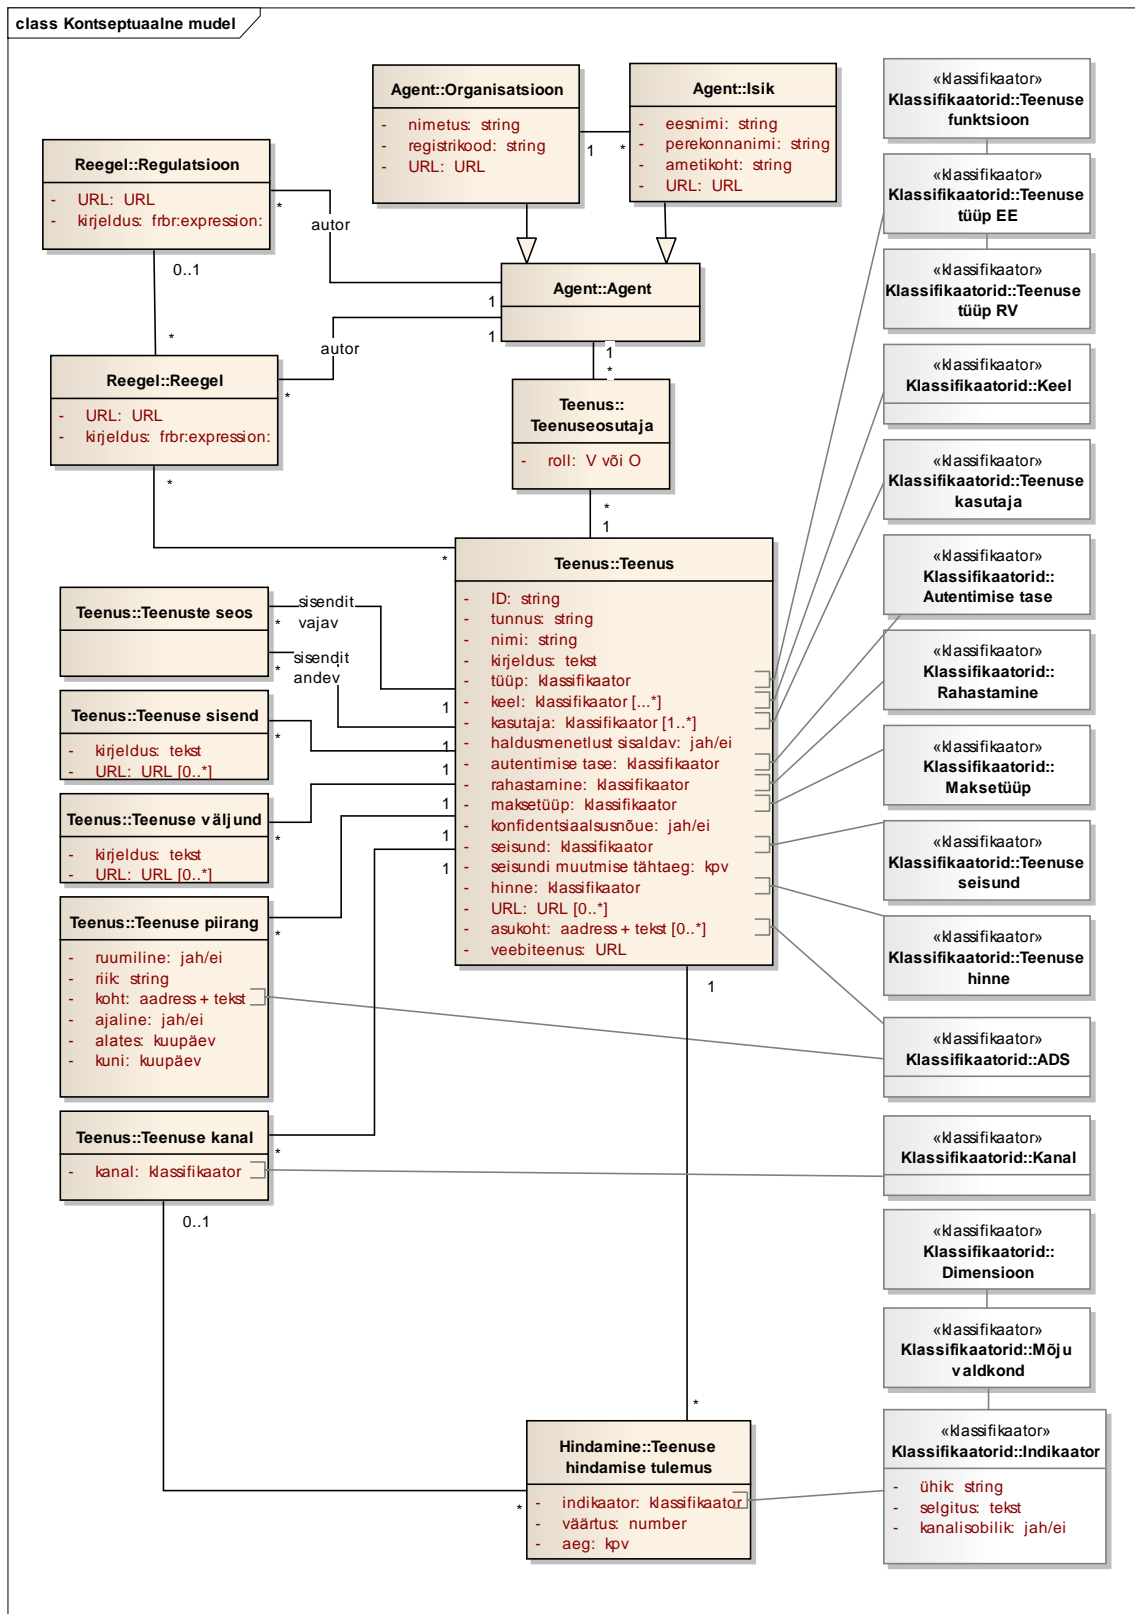 class Kontseptuaalne mudel
Agent::Organisatsioon
- nimetus: string
- registrikood: string
- URL: URL
Agent::Isik
- eesnimi: string
- perekonnanimi: string
- ametikoht: string
- URL: URL
1
*
Reegel::Regulatsioon
- URL: URL
- kirjeldus: frbr:expression:
*
autor
0..1
Agent::Agent
1
1
autor
*
1
*
Reegel::Reegel
- URL: URL
- kirjeldus: frbr:expression:
*
*
Teenus::
Teenuseosutaja
- roll: V või O
*
1
*
Teenus::Teenus
- ID: string
- tunnus: string
- nimi: string
- kirjeldus: tekst
- tüüp: klassifikaator
- keel: klassifikaator [...*]
- kasutaja: klassifikaator [1..*]
- haldusmenetlust sisaldav: jah/ei
- autentimise tase: klassifikaator
- rahastamine: klassifikaator
- maksetüüp: klassifikaator
- konfidentsiaalsusnõue: jah/ei
- seisund: klassifikaator
- seisundi muutmise tähtaeg: kpv
- hinne: klassifikaator
- URL: URL [0..*]
- asukoht: aadress + tekst [0..*]
- veebiteenus: URL
Teenus::Teenuste seos
sisendit
vajav
*
sisendit
andev
*
1
1
1
1
1
1
Teenus::Teenuse sisend
- kirjeldus: tekst
- URL: URL [0..*]
*
Teenus::Teenuse väljund
- kirjeldus: tekst
- URL: URL [0..*]
*
Teenus::Teenuse piirang
- ruumiline: jah/ei
- riik: string
- koht: aadress + tekst
- ajaline: jah/ei
- alates: kuupäev
- kuni: kuupäev
*
Teenus::Teenuse kanal
- kanal: klassifikaator
*
0..1
1
*
Hindamine::Teenuse
hindamise tulemus
- indikaator: klassifikaator
- väärtus: number
- aeg: kpv
*
«klassifikaator»
Klassifikaatorid::Teenuse
funktsioon
«klassifikaator»
Klassifikaatorid::Teenuse
tüüp EE
«klassifikaator»
Klassifikaatorid::Teenuse
tüüp RV
«klassifikaator»
Klassifikaatorid::Keel
«klassifikaator»
Klassifikaatorid::Teenuse
kasutaja
«klassifikaator»
Klassifikaatorid::
Autentimise tase
«klassifikaator»
Klassifikaatorid::
Rahastamine
«klassifikaator»
Klassifikaatorid::
Maksetüüp
«klassifikaator»
Klassifikaatorid::Teenuse
seisund
«klassifikaator»
Klassifikaatorid::Teenuse
hinne
«klassifikaator»
Klassifikaatorid::ADS
«klassifikaator»
Klassifikaatorid::Kanal
«klassifikaator»
Klassifikaatorid::
Dimensioon
«klassifikaator»
Klassifikaatorid::Mõju
valdkond
«klassifikaator»
Klassifikaatorid::Indikaator
- ühik: string
- selgitus: tekst
- kanalisobilik: jah/ei